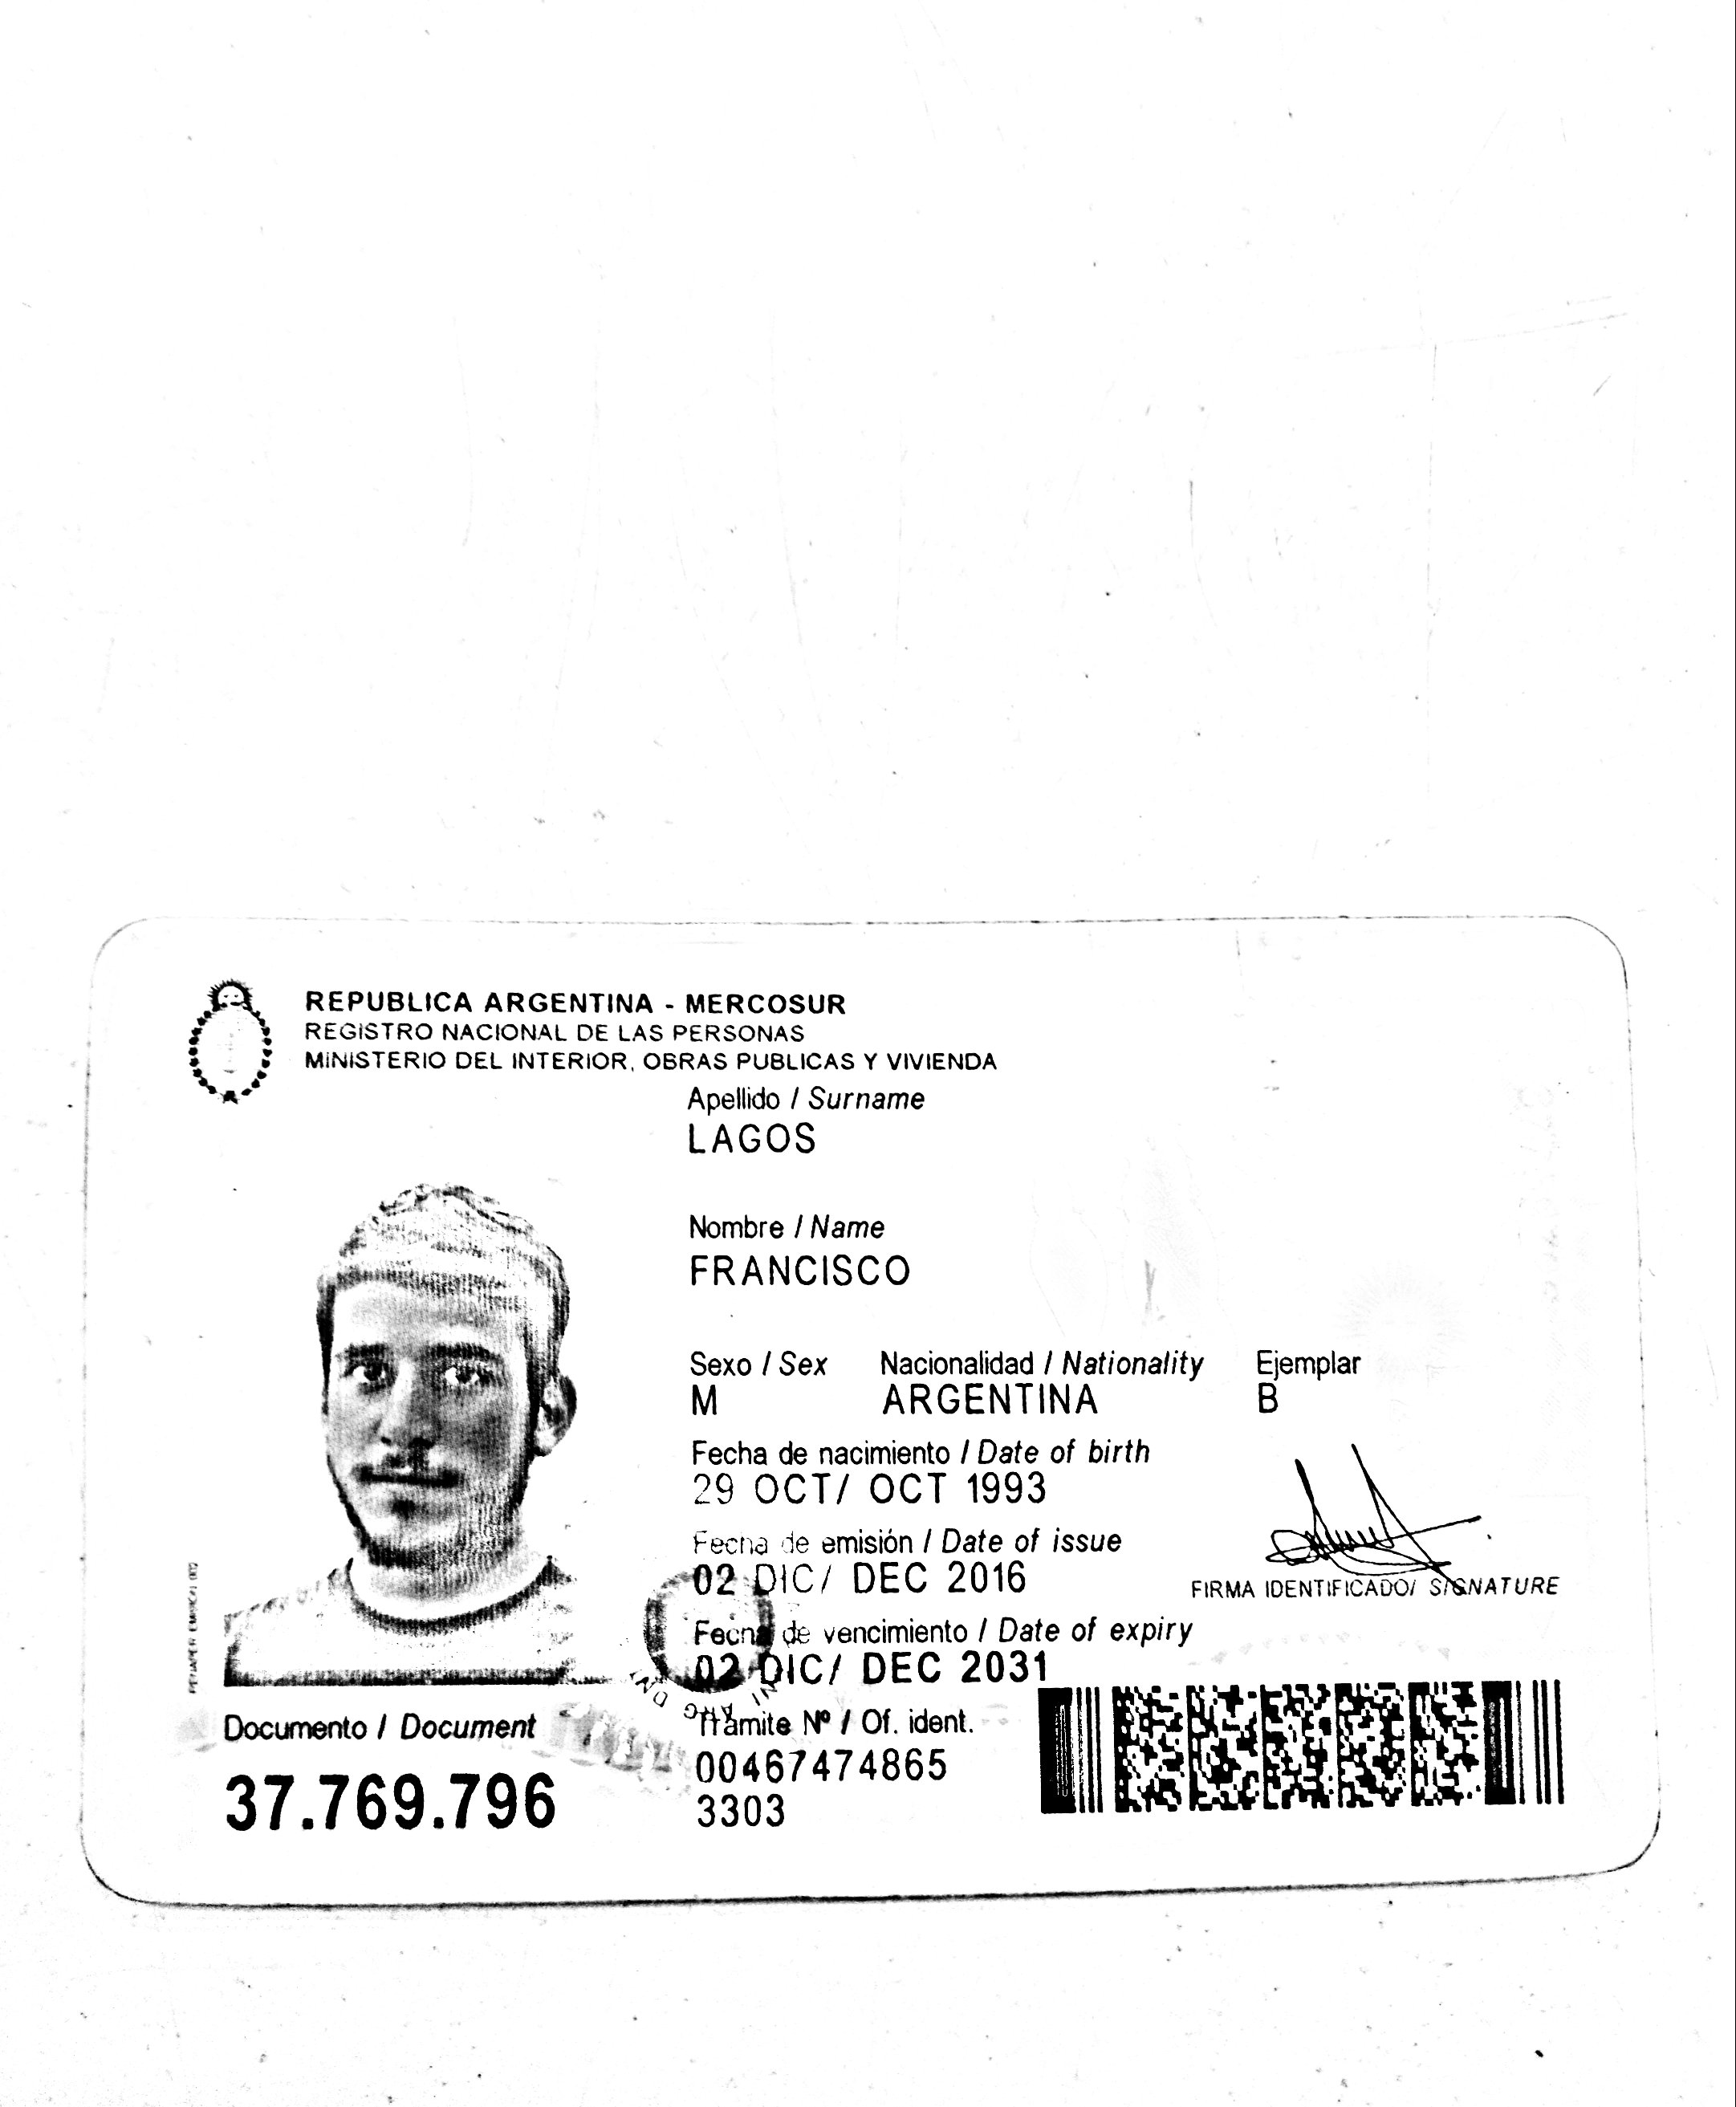 REPUBLICA ARGENTINA - MERCOSUR
REGISTRO NACIONAL DE LAS PERSONAS
MINISTERIO DEL INTERIOR, OBRAS PUBLICAS Y VIVIENDA
Apellido / Surname
LAGOS
Nombre / Name
FRANCISCO
Sexo / Sex Nacionalidad / Nationality Ejemplar
M ARGENTINA B
Fecha de nacimiento / Date of birth
29 OCT/ OCT 1993
Fecha de emisión / Date of issue
02 DIC/ DEC 2016
FIRMA IDENTIFICADO/ SIGNATURE
Fecha de vencimiento / Date of expiry
02 DIC/ DEC 2031
Documento / Document
37.769.796
Trámite Nº / Of. ident.
00467474865
3303